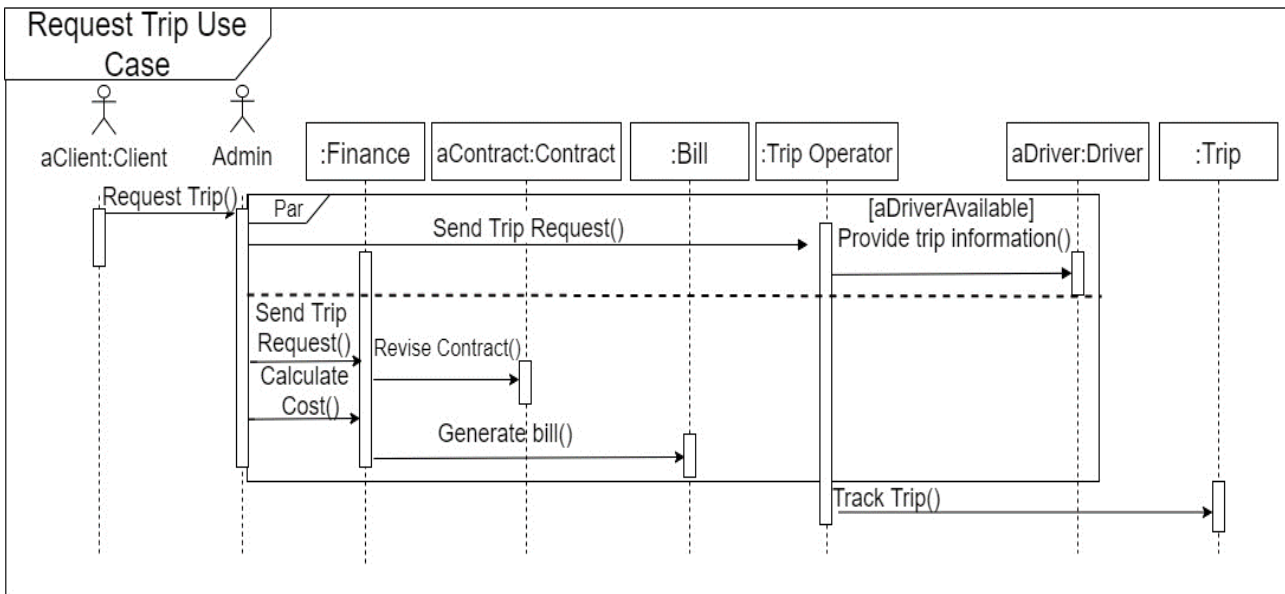 Request Trip Use
Case
aClient:Client
Admin
:Finance
aContract:Contract
:Bill
:Trip Operator
aDriver:Driver
:Trip
Request Trip()
Par
[aDriverAvailable]
Send Trip Request()
Provide trip information()
Send Trip
Request()
Revise Contract()
Calculate
Cost()
Generate bill()
Track Trip()